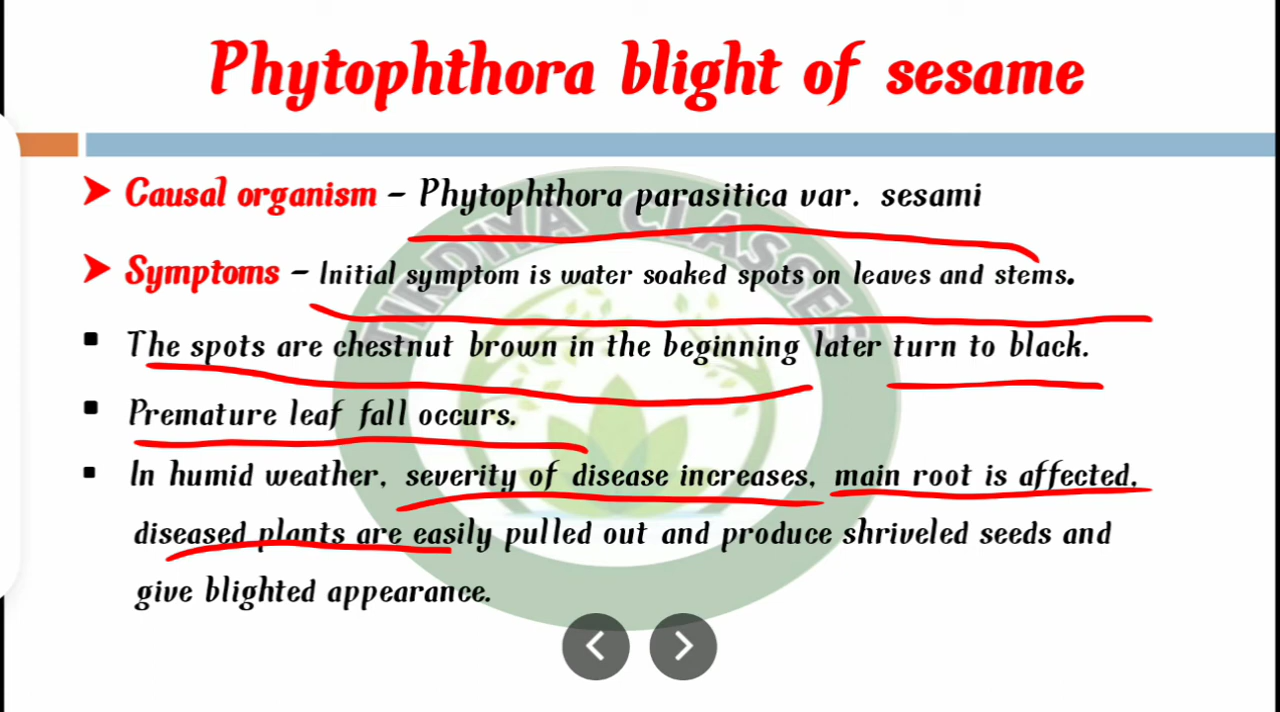 Phytophthora blight of sesame
➤ Causal organism – Phytophthora parasitica var. sesami
➤ Symptoms – Initial symptom is water soaked spots on leaves and stems.
▪ The spots are chestnut brown in the beginning later turn to black.
▪ Premature leaf fall occurs.
▪ In humid weather, severity of disease increases, main root is affected,
diseased plants are easily pulled out and produce shriveled seeds and
give blighted appearance.
TIRDIYA CLASSES